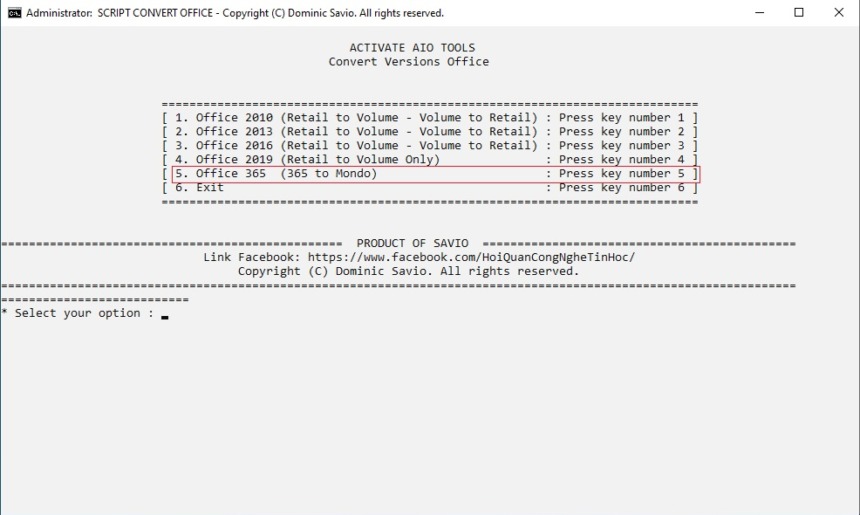 Administrator:  SCRIPT CONVERT OFFICE - Copyright (C) Dominic Savio. All rights reserved.
ACTIVATE AIO TOOLS
Convert Versions Office
=============================================================================
[ 1. Office 2010 (Retail to Volume - Volume to Retail) : Press key number 1 ]
[ 2. Office 2013 (Retail to Volume - Volume to Retail) : Press key number 2 ]
[ 3. Office 2016 (Retail to Volume - Volume to Retail) : Press key number 3 ]
[ 4. Office 2019 (Retail to Volume Only)               : Press key number 4 ]
[ 5. Office 365  (365 to Mondo)                        : Press key number 5 ]
[ 6. Exit                                              : Press key number 6 ]
=============================================================================
================================================= PRODUCT OF SAVIO =============================================
Link Facebook: https://www.facebook.com/HoiQuanCongNgheTinHoc/
Copyright (C) Dominic Savio. All rights reserved.
==================================================================================================================
===========================
* Select your option :